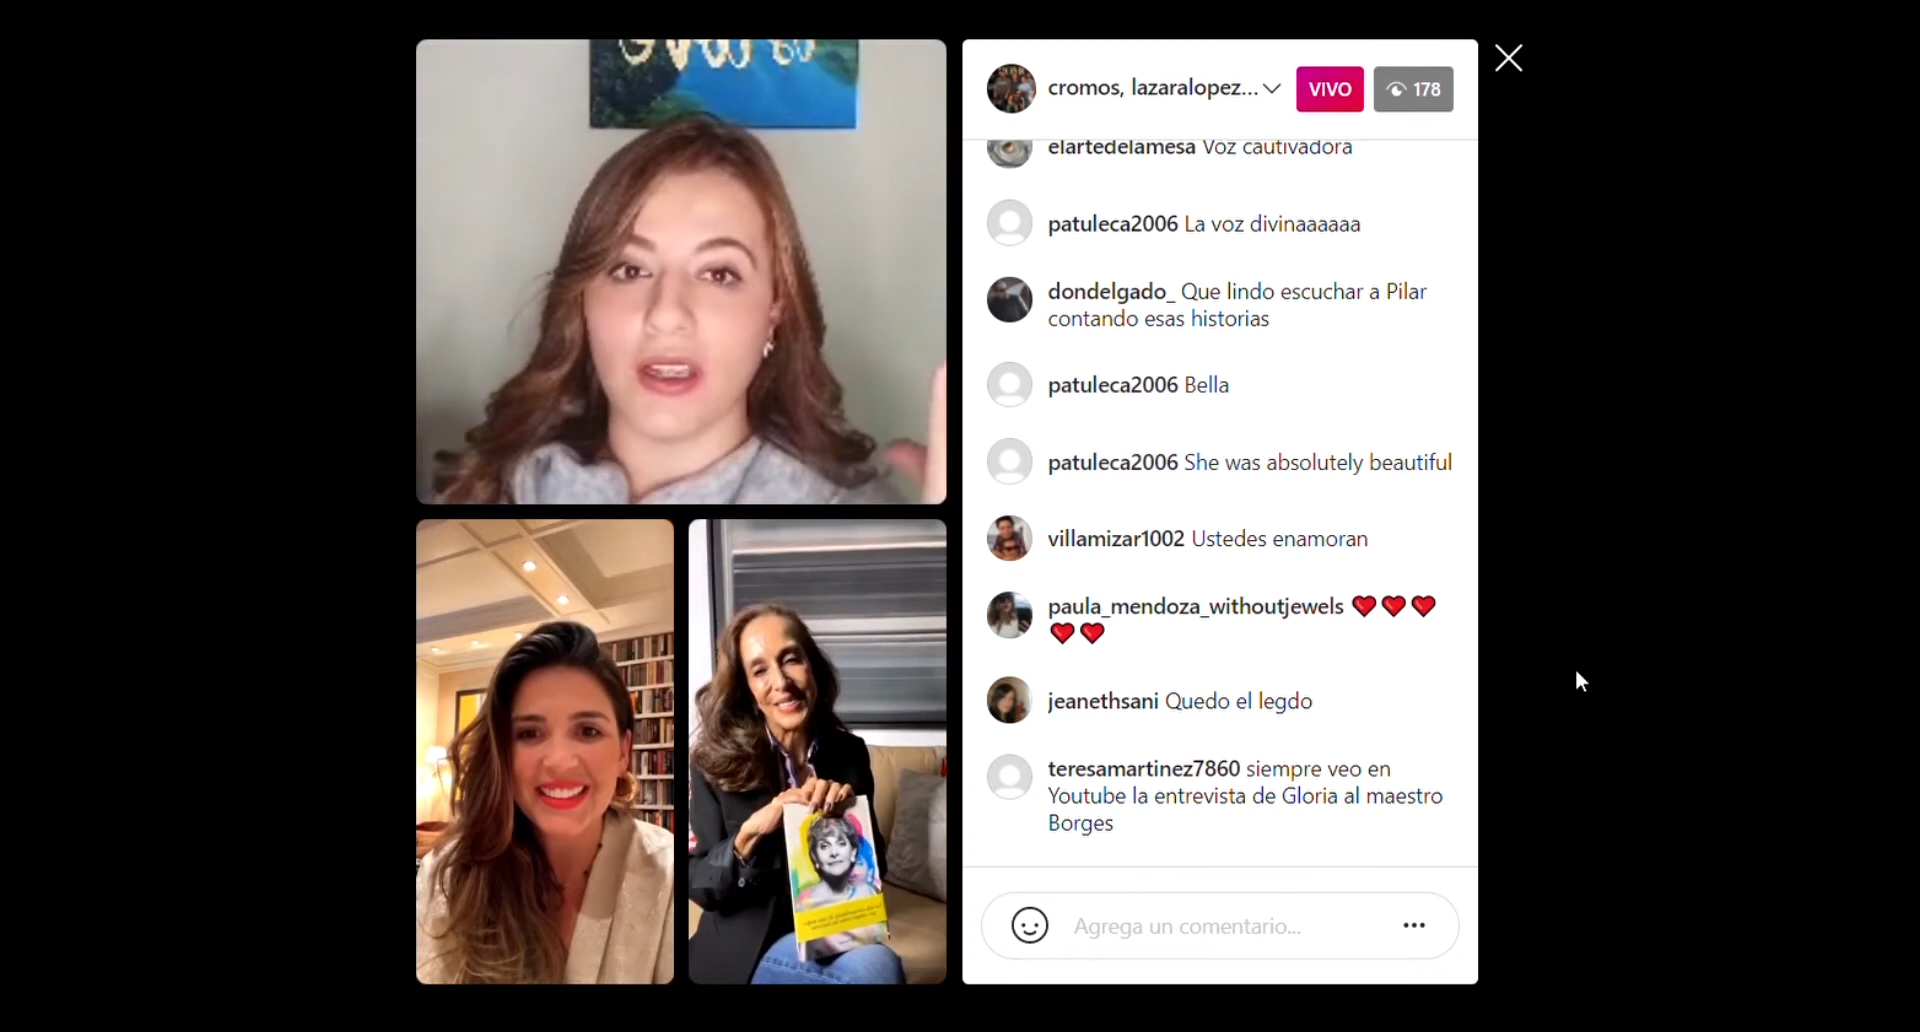 cromos, lazaralopez...
VIVO
178
elartedelamesa Voz cautivadora
patuleca2006 La voz divinaaaaaa
dondelgado_ Que lindo escuchar a Pilar
contando esas historias
patuleca2006 Bella
patuleca2006 She was absolutely beautiful
villamizar1002 Ustedes enamoran
paula_mendoza_withoutjewels ❤️❤️❤️
❤️❤️
jeanethsani Quedo el legdo
teresamartinez7860 siempre veo en
Youtube la entrevista de Gloria al maestro
Borges
Agrega un comentario...